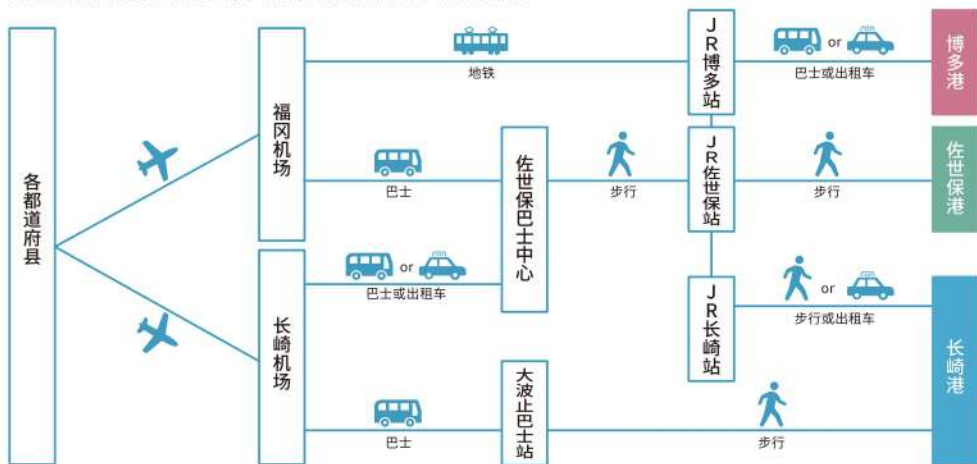 各都道府县
福冈机场
长崎机场
地铁
巴士
or
巴士或出租车
巴士
佐世保巴士中心
大波止巴士站
步行
JR博多站
JR佐世保站
JR长崎站
or
巴士或出租车
步行
or
步行或出租车
步行
博多港
佐世保港
长崎港